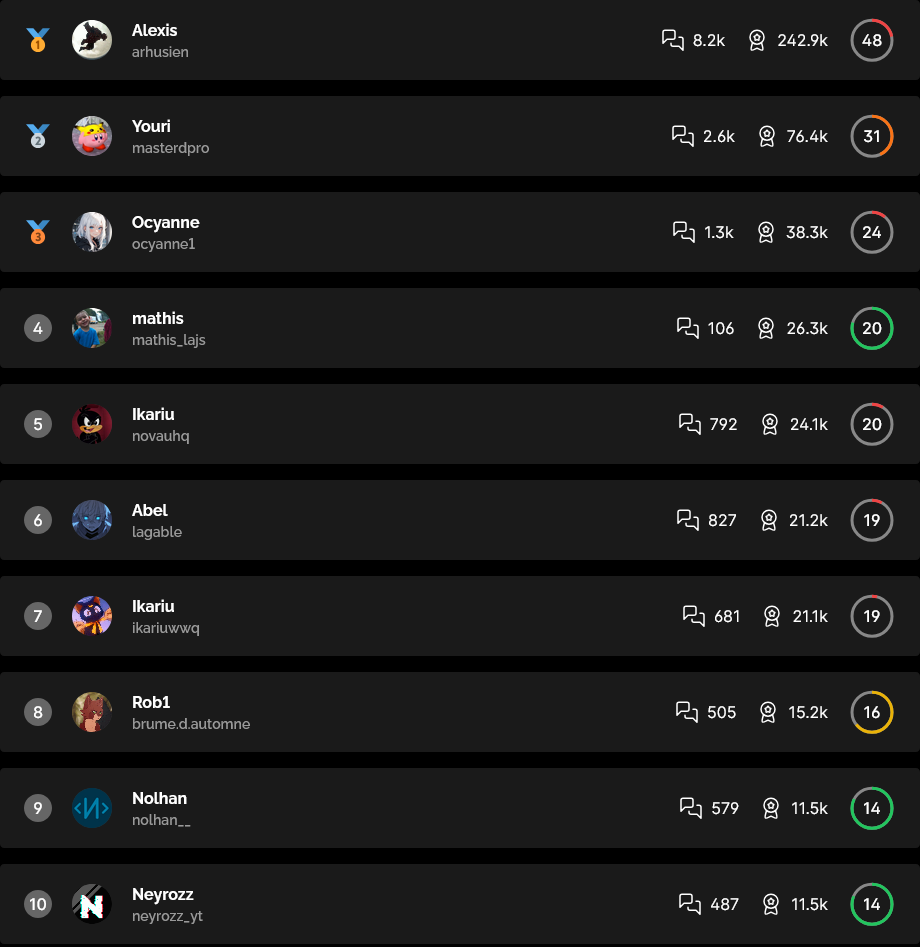 1
Alexis
arhusien
8.2k 242.9k 48
2
Youri
masterdpro
2.6k 76.4k 31
3
Ocyanne
ocyanne1
1.3k 38.3k 24
4
mathis
mathis_lajs
106 26.3k 20
5
Ikariu
novauhq
792 24.1k 20
6
Abel
lagable
827 21.2k 19
7
Ikariu
ikariuwwq
681 21.1k 19
8
Rob1
brume.d.automne
505 15.2k 16
9
<И>
Nolhan
nolhan__
579 11.5k 14
10
N
Neyrozz
neyrozz_yt
487 11.5k 14